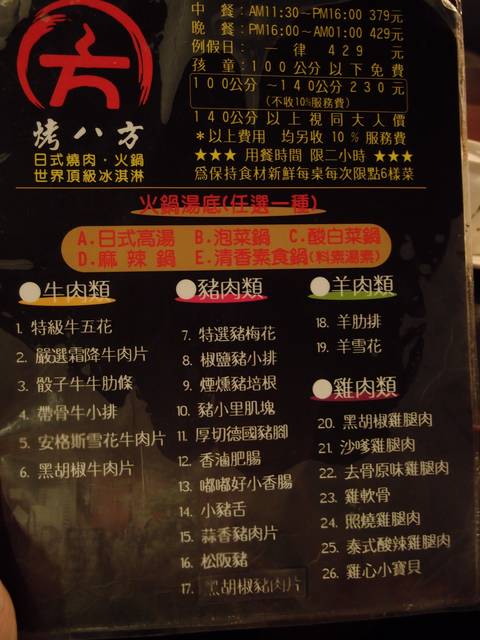 中餐:AM11:30~PM16:00 379元
晚餐:PM16:00~AM01:00 429元
例假日: 一律 429 元
孩童:100公分以下免費
100公分~140公分230元
(不收10%服務費)
140公分以上視同大人價
*以上費用 均另收10%服務費
★★★ 用餐時間 限二小時 ★★★
為保持食材新鮮每桌每次限點6樣菜
烤八方
日式燒肉・火鍋
世界頂級冰淇淋
火鍋湯底(任選一種)
A.日式高湯 B.泡菜鍋 C.酸白菜鍋
D.麻辣鍋 E.清香素食鍋(料素湯素)
牛肉類
1. 特級牛五花
2. 嚴選霜降牛肉片
3. 骰子牛牛肋條
4. 帶骨牛小排
5. 安格斯雪花牛肉片
6. 黑胡椒牛肉片
豬肉類
7. 特選豬梅花
8. 椒鹽豬小排
9. 煙燻豬培根
10. 豬小里肌塊
11. 厚切德國豬腳
12. 香滷肥腸
13. 嘟嘟好小香腸
14. 小豬舌
15. 蒜香豬肉片
16. 松阪豬
17. 黑胡椒豬肉片
羊肉類
18. 羊肋排
19. 羊雪花
雞肉類
20. 黑胡椒雞腿肉
21. 沙嗲雞腿肉
22. 去骨原味雞腿肉
23. 雞軟骨
24. 照燒雞腿肉
25. 泰式酸辣雞腿肉
26. 雞心小寶貝